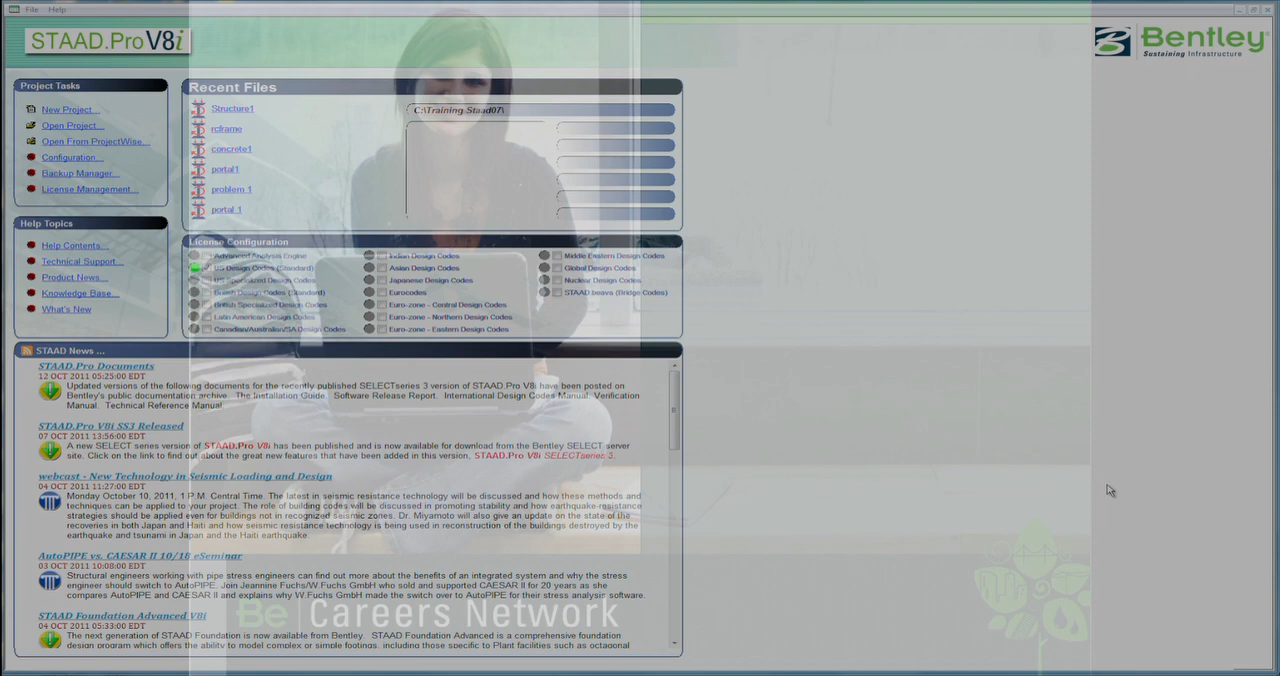 File Help
STAAD.Pro V8i
Bentley®
Sustaining Infrastructure
Project Tasks
New Project...
Open Project...
Open From ProjectWise...
Configuration...
Backup Manager...
License Management...
Recent Files
Structure1
rcframe
concrete1
portal1
problem 1
portal 1
C:\Training Staad07\
Help Topics
Help Contents...
Technical Support...
Product News...
Knowledge Base...
What's New
License Configuration
Advanced Analysis Engine
US Design Codes (Standard)
US Specialized Design Codes
British Design Codes (Standard)
British Specialized Design Codes
Latin American Design Codes
Canadian/Australian/SA Design Codes
Indian Design Codes
Asian Design Codes
Japanese Design Codes
Eurocodes
Euro-zone - Central Design Codes
Euro-zone - Northern Design Codes
Euro-zone - Eastern Design Codes
Middle Eastern Design Codes
Global Design Codes
Nuclear Design Codes
STAAD.beava (Bridge Codes)
STAAD News ...
STAAD.Pro Documents
12 OCT 2011 05:25:00 EDT
Updated versions of the following documents for the recently published SELECTseries 3 version of STAAD.Pro V8i have been posted on
Bentley's public documentation archive. The Installation Guide. Software Release Report. International Design Codes Manual. Verification
Manual. Technical Reference Manual.
STAAD.Pro V8i SS3 Released
07 OCT 2011 13:56:00 EDT
A new SELECT series version of STAAD.Pro V8i has been published and is now available for download from the Bentley SELECT server
site. Click on the link to find out about the great new features that have been added in this version, STAAD.Pro V8i SELECTseries 3.
webcast - New Technology in Seismic Loading and Design
04 OCT 2011 11:27:00 EDT
Monday October 10, 2011, 1 P.M. Central Time. The latest in seismic resistance technology will be discussed and how these methods and
techniques can be applied to your project. The role of building codes will be discussed in promoting stability and how earthquake-resistance
strategies should be applied even for buildings not in recognized seismic zones. Dr. Miyamoto will also give an update on the state of the
recoveries in both Japan and Haiti and how seismic resistance technology is being used in reconstruction of the buildings destroyed by the
earthquake and tsunami in Japan and the Haiti earthquake.
AutoPIPE vs. CAESAR II 10/18 eSeminar
03 OCT 2011 10:08:00 EDT
Structural engineers working with pipe stress engineers can find out more about the benefits of an integrated system and why the stress
engineer should switch to AutoPIPE. Join Jeannine Fuchs/W.Fuchs GmbH who sold and supported CAESAR II for 20 years as she
compares AutoPIPE and CAESAR II and explains why W.Fuchs GmbH made the switch over to AutoPIPE for their stress analysis software.
STAAD Foundation Advanced V8i
04 OCT 2011 05:33:00 EDT
The next generation of STAAD Foundation is now available from Bentley. STAAD Foundation Advanced is a comprehensive foundation
design program which offers the ability to model complex or simple footings, including those specific to Plant facilities such as octagonal
Be Careers Network